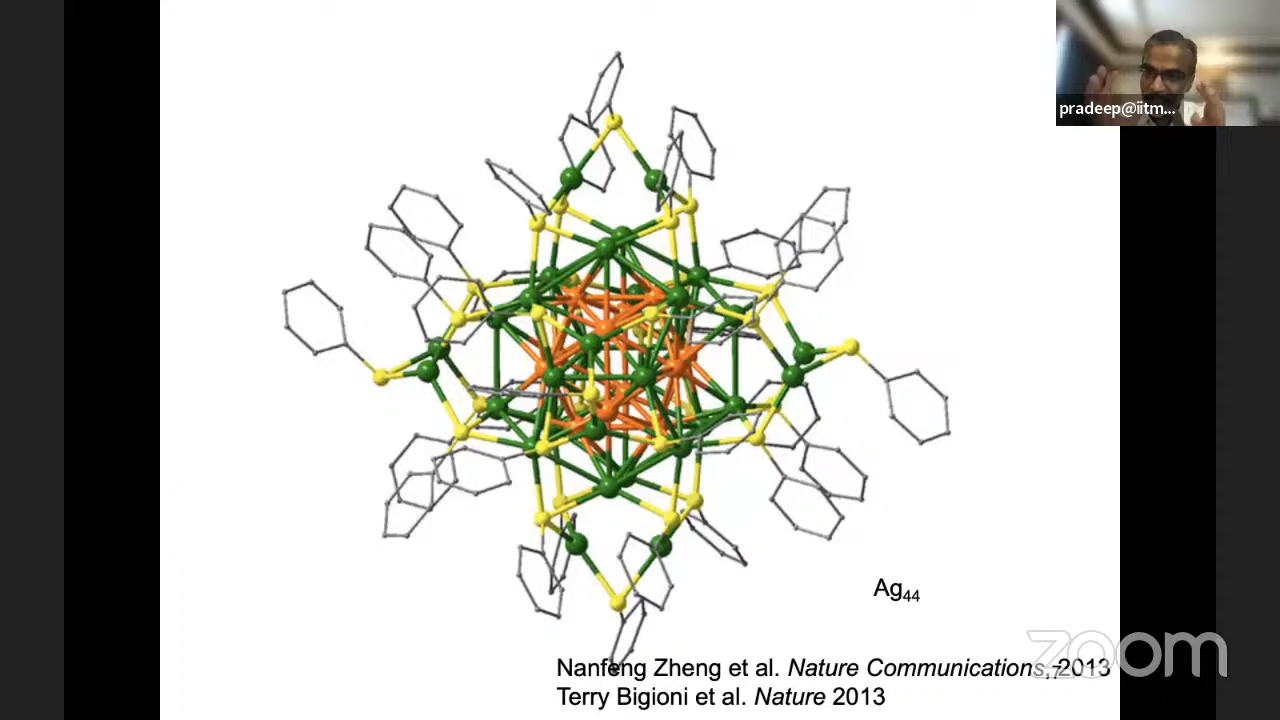 pradeep@iitm...
Ag44
zoom
Nanfeng Zheng et al. Nature Communications, 2013
Terry Bigioni et al. Nature 2013